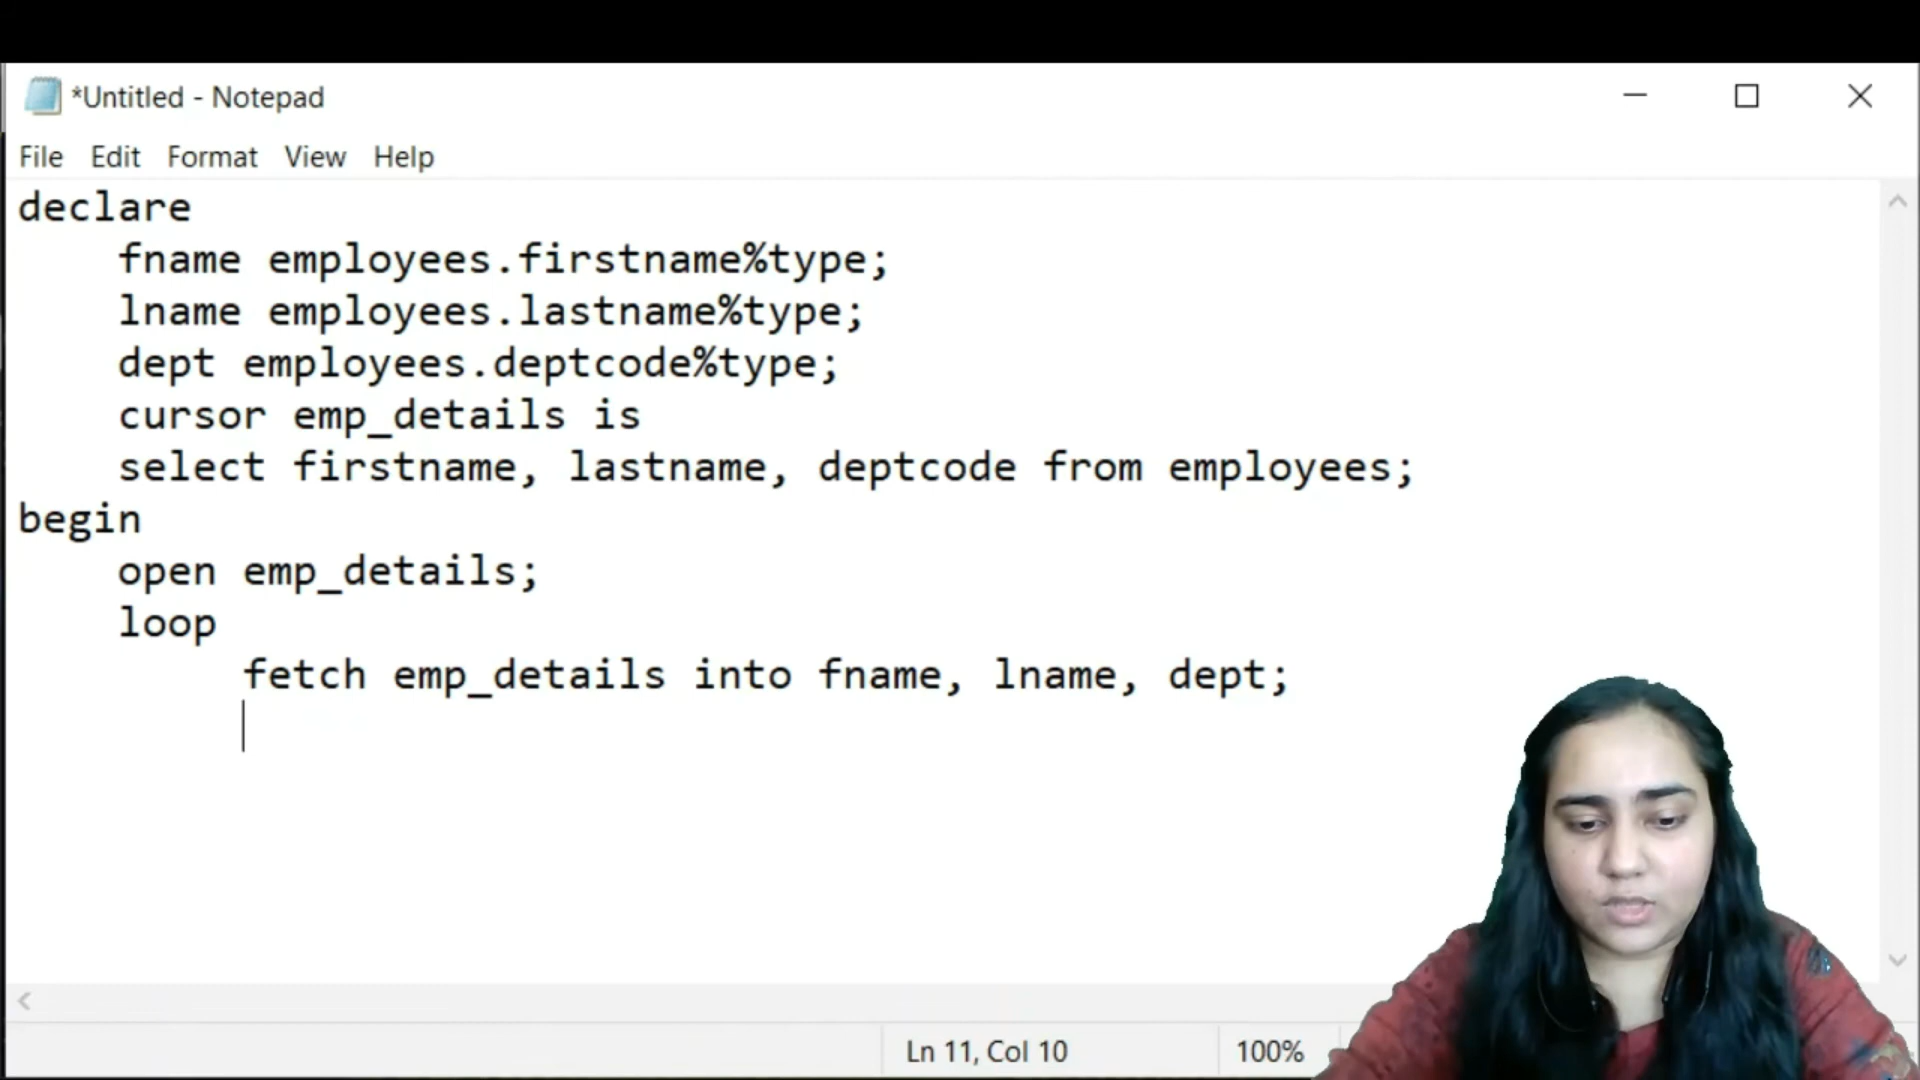 *Untitled - Notepad
File Edit Format View Help
declare
fname employees.firstname%type;
lname employees.lastname%type;
dept employees.deptcode%type;
cursor emp_details is
select firstname, lastname, deptcode from employees;
begin
open emp_details;
loop
fetch emp_details into fname, lname, dept;
Ln 11, Col 10 100%